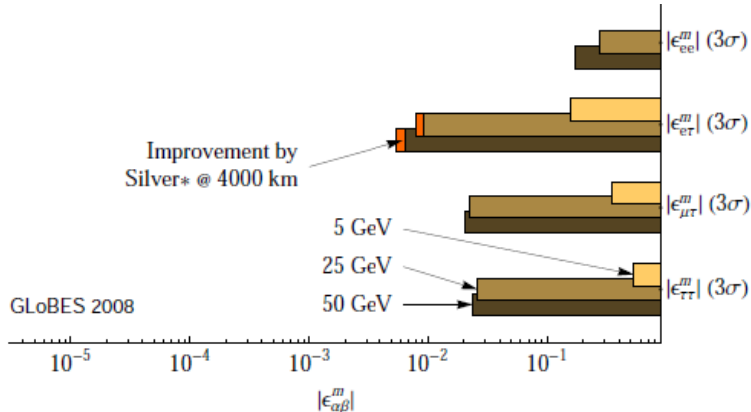 |ϵ^m_ee| (3σ)
|ϵ^m_eτ| (3σ)
Improvement by
Silver* @ 4000 km
|ϵ^m_μτ| (3σ)
5 GeV
25 GeV
|ϵ^m_ττ| (3σ)
50 GeV
GLoBES 2008
10^−5 10^−4 10^−3 10^−2 10^−1
|ϵ^m_αβ|